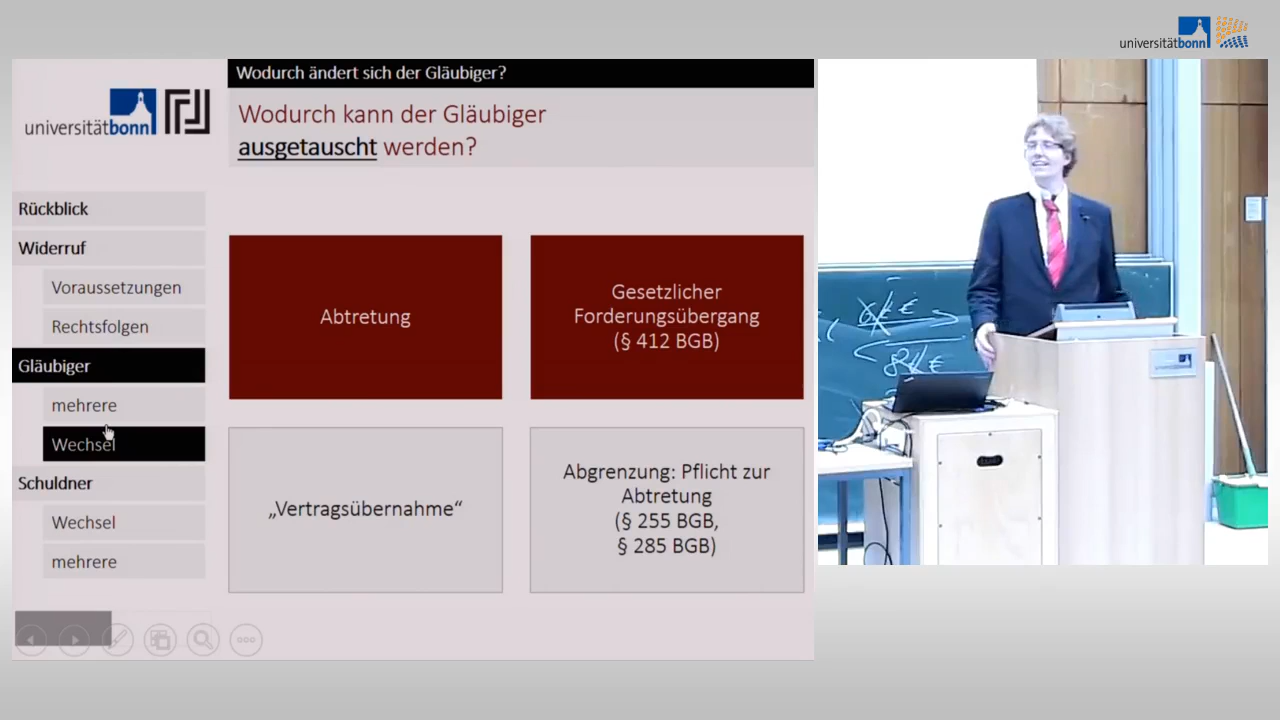 universitätbonn
Wodurch ändert sich der Gläubiger?
universitätbonn
Wodurch kann der Gläubiger
ausgetauscht werden?
Rückblick
Widerruf
Voraussetzungen
Rechtsfolgen
Gläubiger
mehrere
Wechsel
Schuldner
Wechsel
mehrere
Abtretung
Gesetzlicher
Forderungsübergang
(§ 412 BGB)
„Vertragsübernahme“
Abgrenzung: Pflicht zur
Abtretung
(§ 255 BGB,
§ 285 BGB)